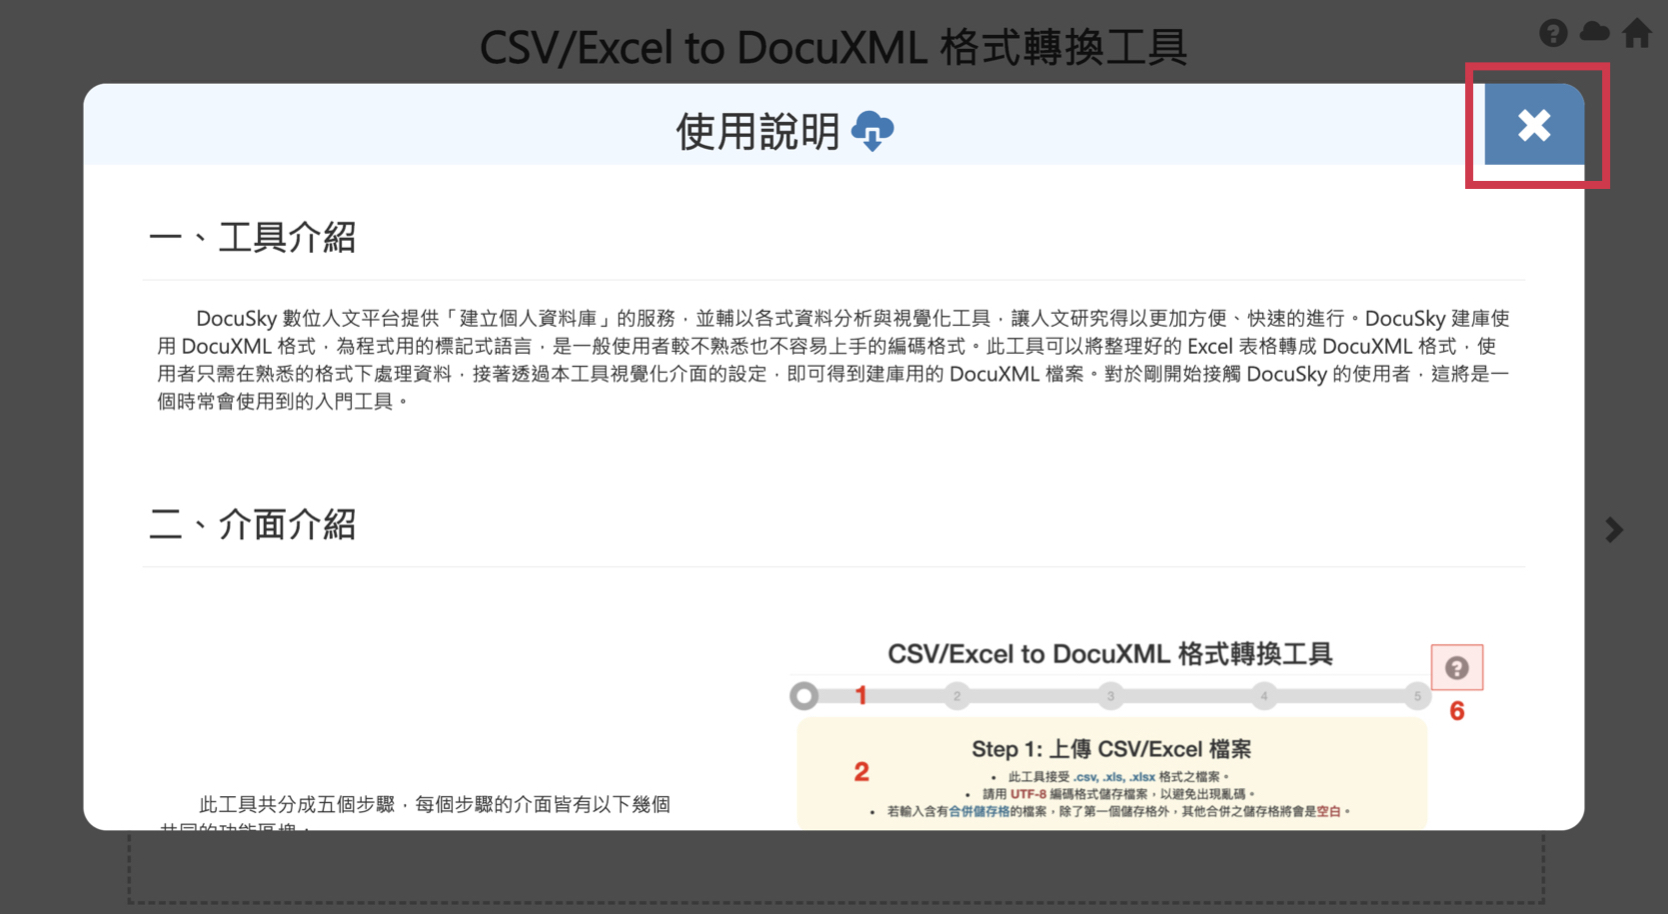 CSV/Excel to DocuXML 格式轉換工具
使用說明
一、工具介紹
DocuSky 數位人文平台提供「建立個人資料庫」的服務，並輔以各式資料分析與視覺化工具，讓人文研究得以更加方便、快速的進行。DocuSky 建庫使
用 DocuXML 格式，為程式用的標記式語言，是一般使用者較不熟悉也不容易上手的編碼格式。此工具可以將整理好的 Excel 表格轉成 DocuXML 格式，使
用者只需在熟悉的格式下處理資料，接著透過本工具視覺化介面的設定，即可得到建庫用的 DocuXML 檔案。對於剛開始接觸 DocuSky 的使用者，這將是一
個時常會使用到的入門工具。
二、介面介紹
CSV/Excel to DocuXML 格式轉換工具
1 2 3 4 5
6
Step 1: 上傳 CSV/Excel 檔案
2
• 此工具接受 .csv, .xls, .xlsx 格式之檔案。
• 請用 UTF-8 編碼格式儲存檔案，以避免出現亂碼。
• 若輸入含有合併儲存格的檔案，除了第一個儲存格外，其他合併之儲存格將會是空白。
此工具共分成五個步驟，每個步驟的介面皆有以下幾個
共同的功能區塊：